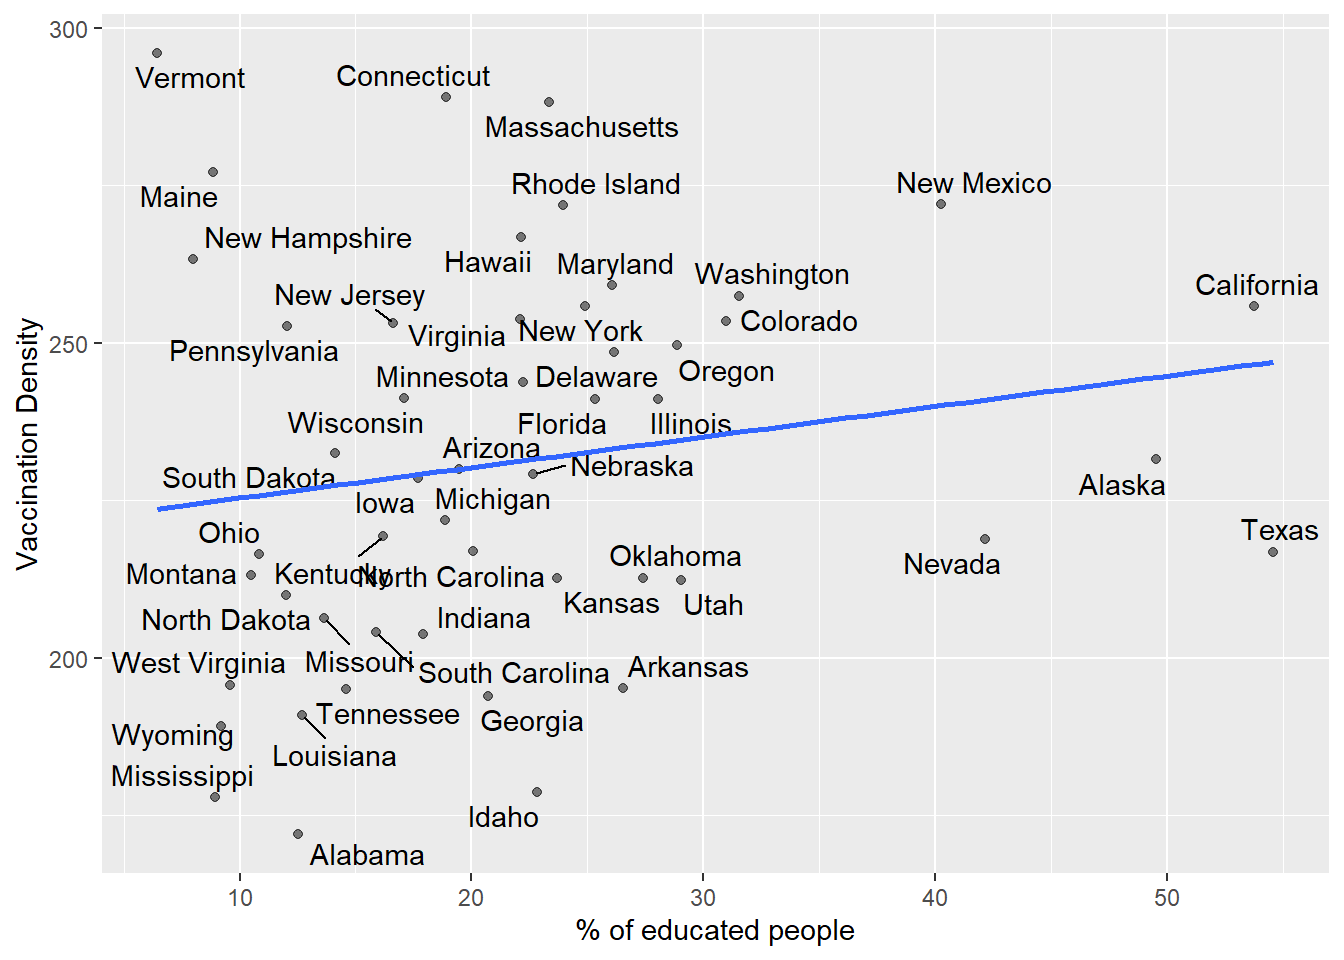 300
Vermont
Connecticut
Massachusetts
Maine
Rhode Island
New Mexico
New Hampshire
Hawaii
Maryland
Washington
California
New Jersey
Colorado
Virginia
New York
250
Pennsylvania
Minnesota
Delaware
Oregon
Wisconsin
Florida
Illinois
Arizona
Nebraska
South Dakota
Alaska
Iowa
Michigan
Ohio
Texas
Oklahoma
Nevada
Montana
Kentucky
North Carolina
Kansas
Utah
North Dakota
Indiana
200
West Virginia
Missouri
South Carolina
Arkansas
Tennessee
Georgia
Wyoming
Louisiana
Mississippi
Idaho
Alabama
Vaccination Density
10
20
30
40
50
% of educated people